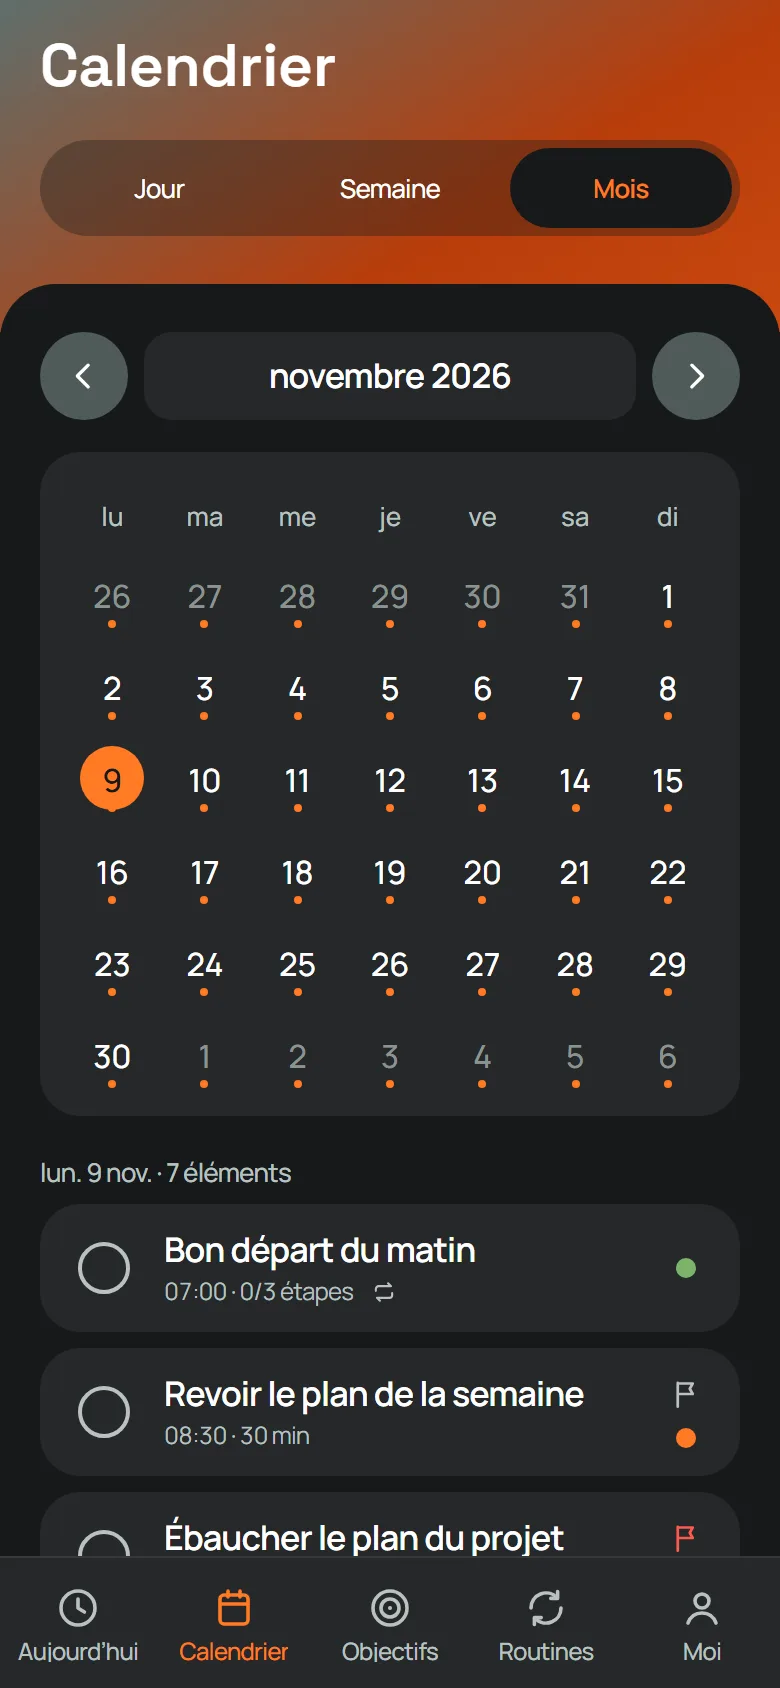 Calendrier
Jour Semaine Mois
novembre 2026
lu ma me je ve sa di
26 27 28 29 30 31 1
2 3 4 5 6 7 8
9 10 11 12 13 14 15
16 17 18 19 20 21 22
23 24 25 26 27 28 29
30 1 2 3 4 5 6
lun. 9 nov. · 7 éléments
Bon départ du matin
07:00 · 0/3 étapes
Revoir le plan de la semaine
08:30 · 30 min
Ébaucher le plan du projet
Aujourd’hui Calendrier Objectifs Routines Moi